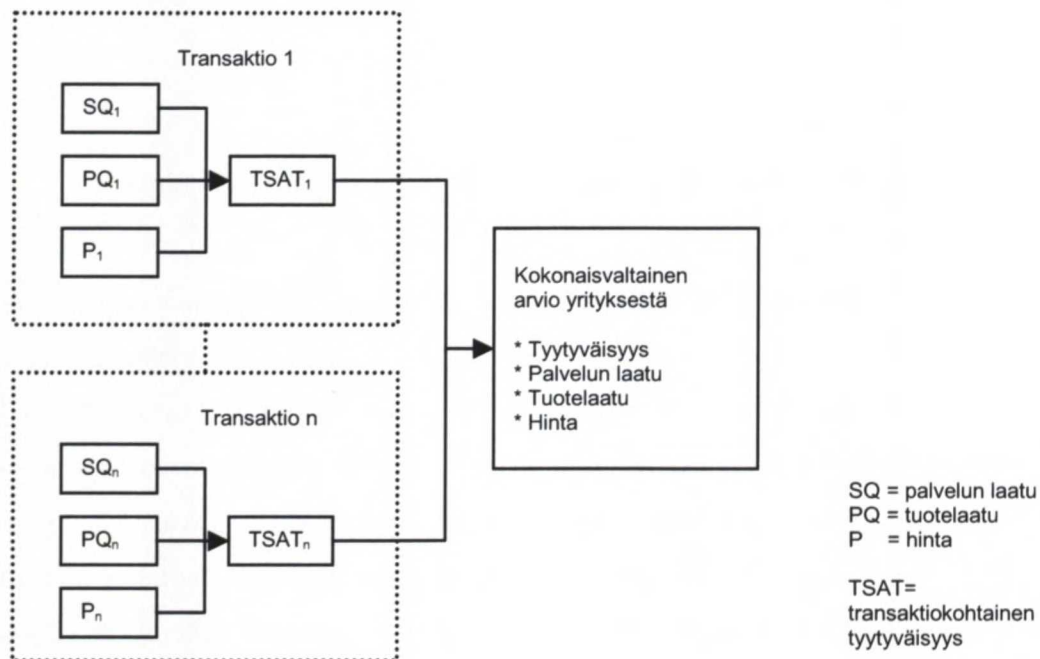 Transaktio 1
SQ₁
PQ₁
TSAT₁
P₁
Kokonaisvaltainen
arvio yrityksestä
* Tyytyväisyys
* Palvelun laatu
* Tuotelaatu
* Hinta
Transaktio n
SQₙ
PQₙ
TSATₙ
Pₙ
SQ = palvelun laatu
PQ = tuotelaatu
P = hinta
TSAT=
transaktiokohtainen
tyytyväisyys